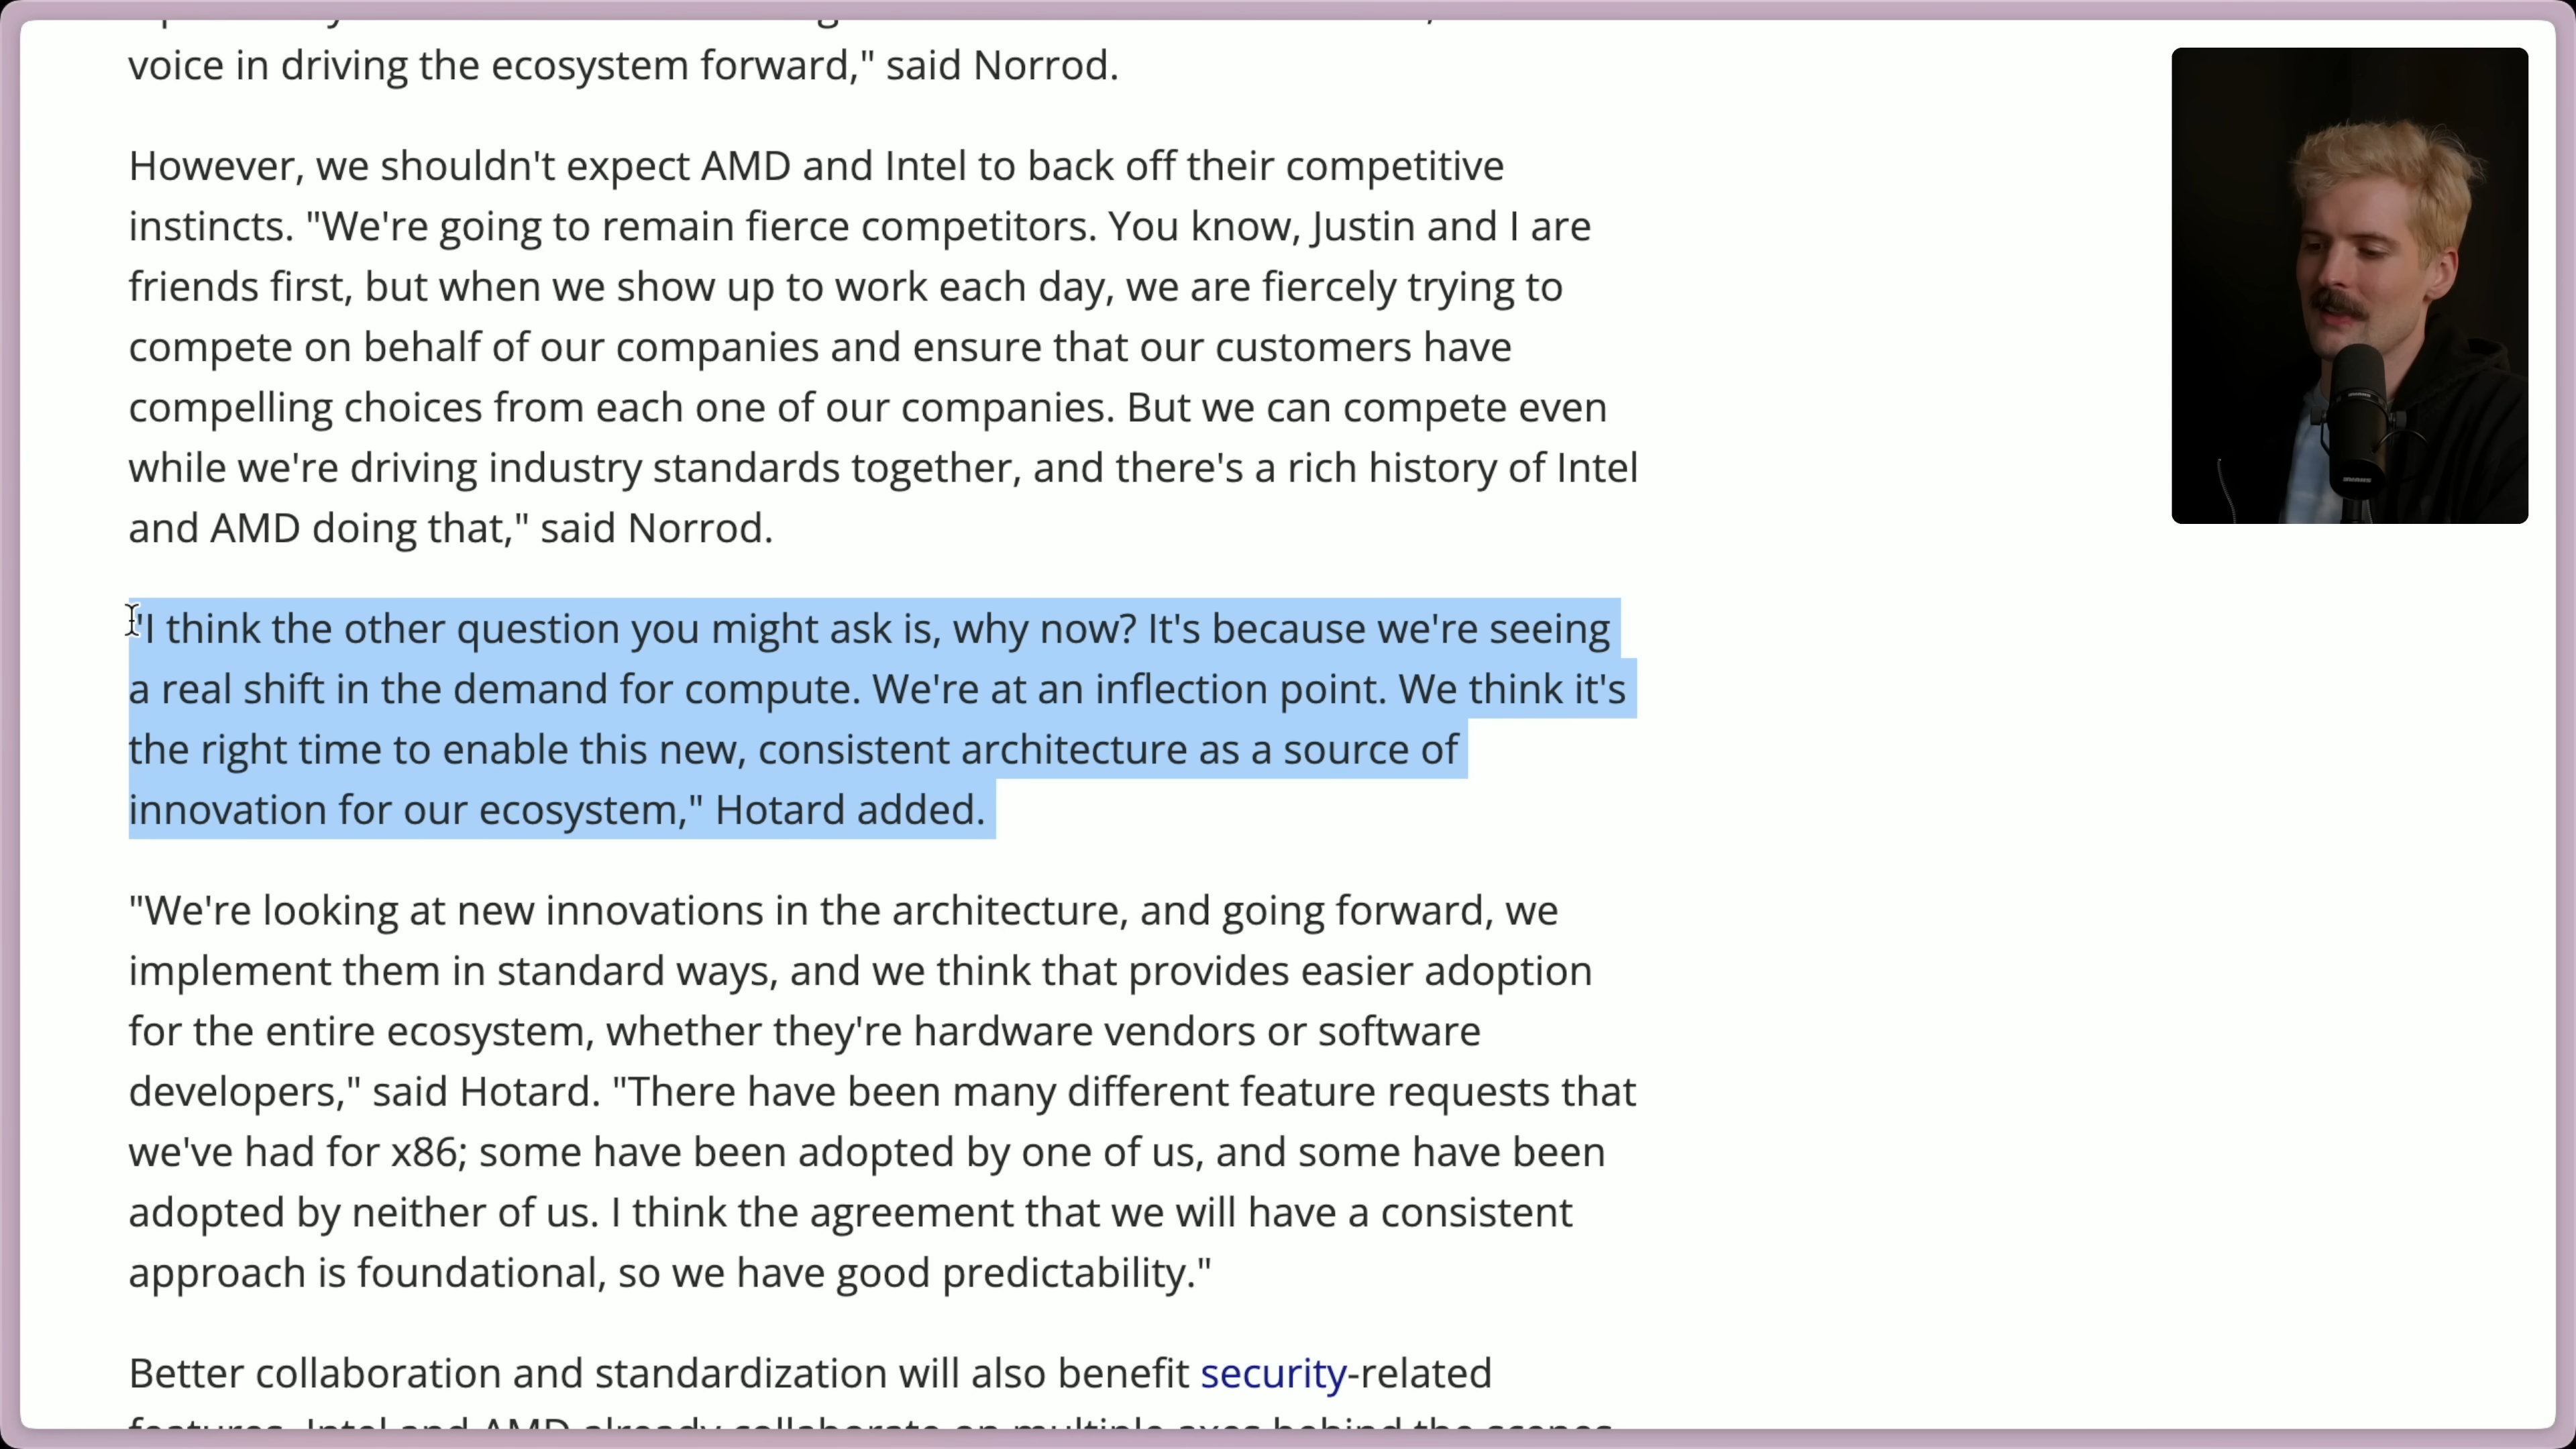 voice in driving the ecosystem forward," said Norrod.
However, we shouldn't expect AMD and Intel to back off their competitive
instincts. "We're going to remain fierce competitors. You know, Justin and I are
friends first, but when we show up to work each day, we are fiercely trying to
compete on behalf of our companies and ensure that our customers have
compelling choices from each one of our companies. But we can compete even
while we're driving industry standards together, and there's a rich history of Intel
and AMD doing that," said Norrod.
"I think the other question you might ask is, why now? It's because we're seeing
a real shift in the demand for compute. We're at an inflection point. We think it's
the right time to enable this new, consistent architecture as a source of
innovation for our ecosystem," Hotard added.
"We're looking at new innovations in the architecture, and going forward, we
implement them in standard ways, and we think that provides easier adoption
for the entire ecosystem, whether they're hardware vendors or software
developers," said Hotard. "There have been many different feature requests that
we've had for x86; some have been adopted by one of us, and some have been
adopted by neither of us. I think the agreement that we will have a consistent
approach is foundational, so we have good predictability."
Better collaboration and standardization will also benefit security-related
features. Intel and AMD already collaborate on multiple axes behind the scenes